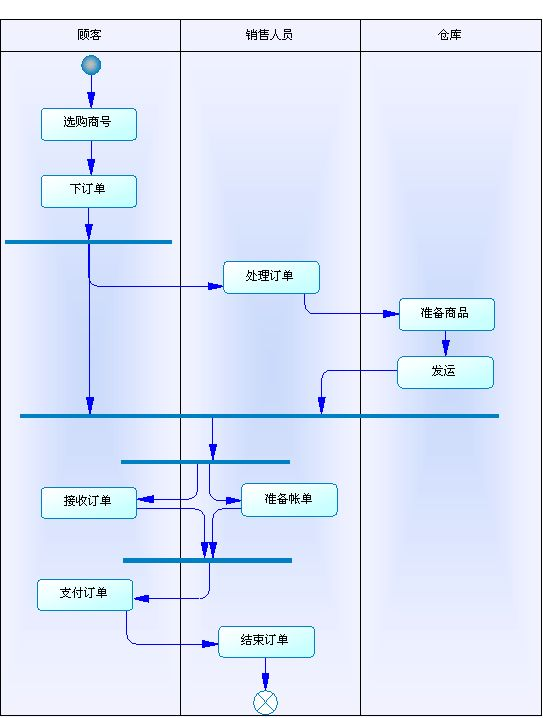 顾客 销售人员 仓库
选购商号
下订单
处理订单
准备商品
发运
接收订单 准备帐单
支付订单
结束订单